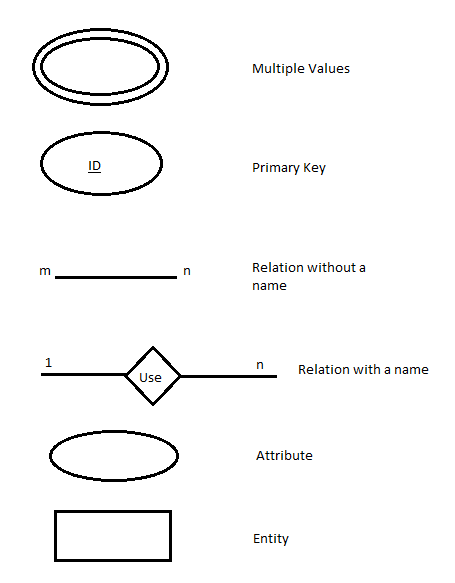 Multiple Values
ID
Primary Key
m
n
Relation without a
name
1
n
Use
Relation with a name
Attribute
Entity